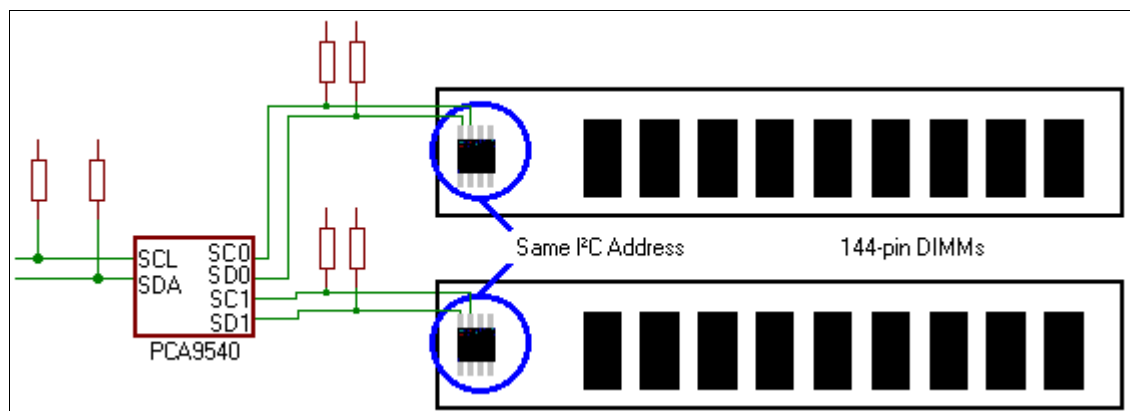 SCL
SDA
SC0
SD0
SC1
SD1
PCA9540
Same I²C Address
144-pin DIMMs